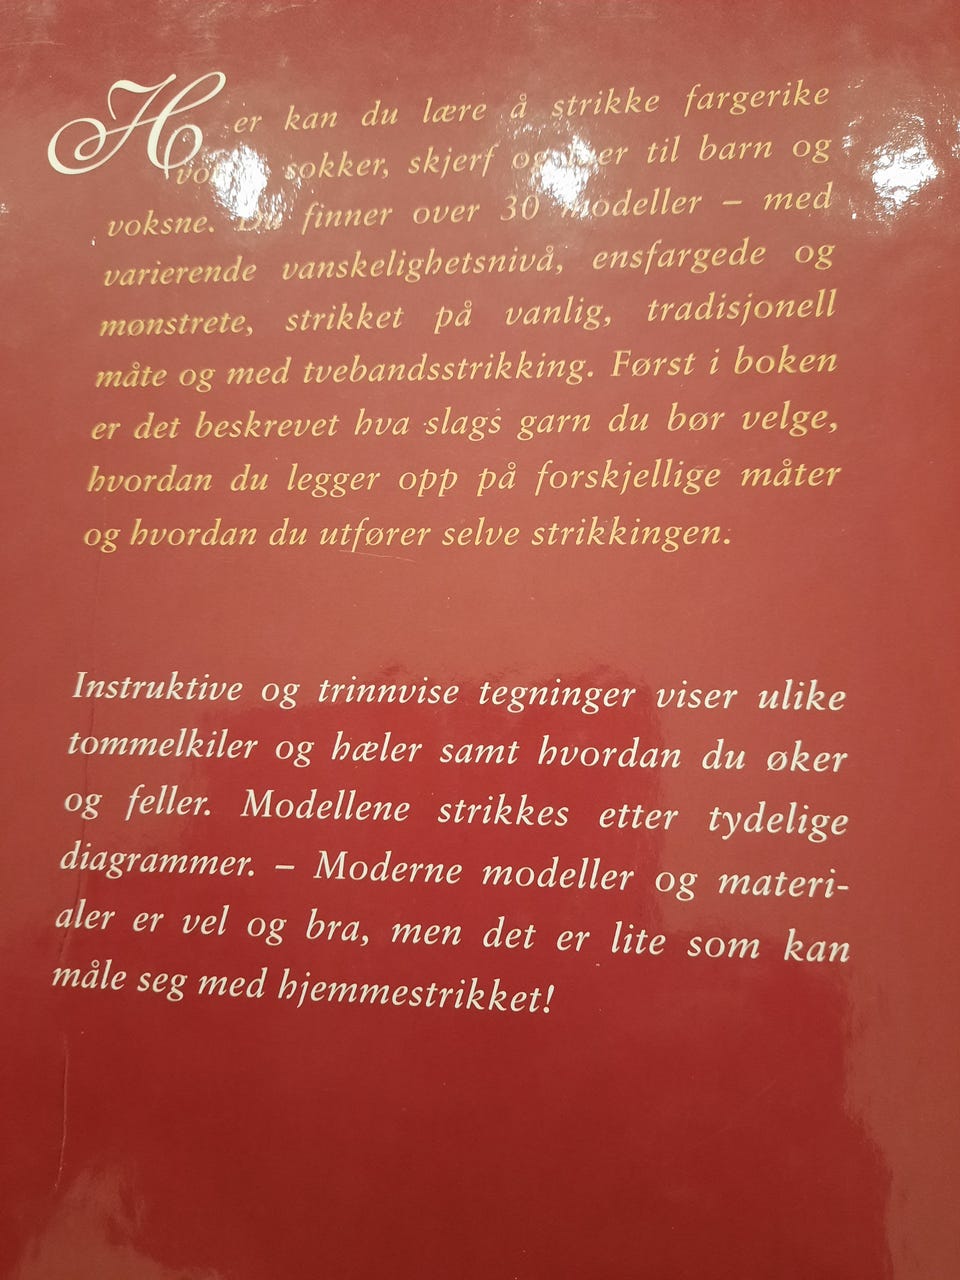 Her kan du lære å strikke fargerike
sokker, skjerf og til barn og
voksne. Du finner over 30 modeller – med
varierende vanskelighetsnivå, ensfargede og
mønstrete, strikket på vanlig, tradisjonell
måte og med tvebandsstrikking. Først i boken
er det beskrevet hva slags garn du bør velge,
hvordan du legger opp på forskjellige måter
og hvordan du utfører selve strikkingen.
Instruktive og trinnvise tegninger viser ulike
tommelkiler og hæler samt hvordan du øker
og feller. Modellene strikkes etter tydelige
diagrammer. – Moderne modeller og materi-
aler er vel og bra, men det er lite som kan
måle seg med hjemmestrikket!